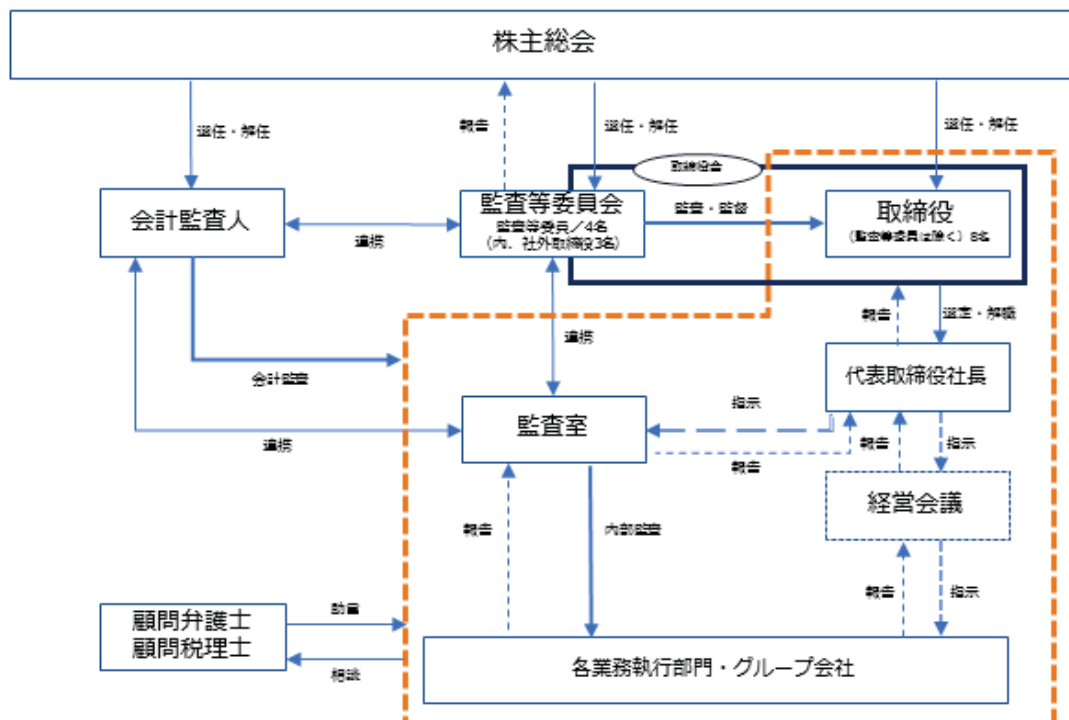 株主総会
報告
選任・解任
選任・解任
選任・解任
取締役会
会計監査人
連携
監査等委員会
監査等委員／4名
（内、社外取締役3名）
監査・監督
取締役
（監査等委員は除く）8名
報告
選定・解職
連携
会計監査
代表取締役社長
監査室
指示
連携
報告
報告
指示
経営会議
報告
内部監査
報告
指示
顧問弁護士
顧問税理士
助言
相談
各業務執行部門・グループ会社